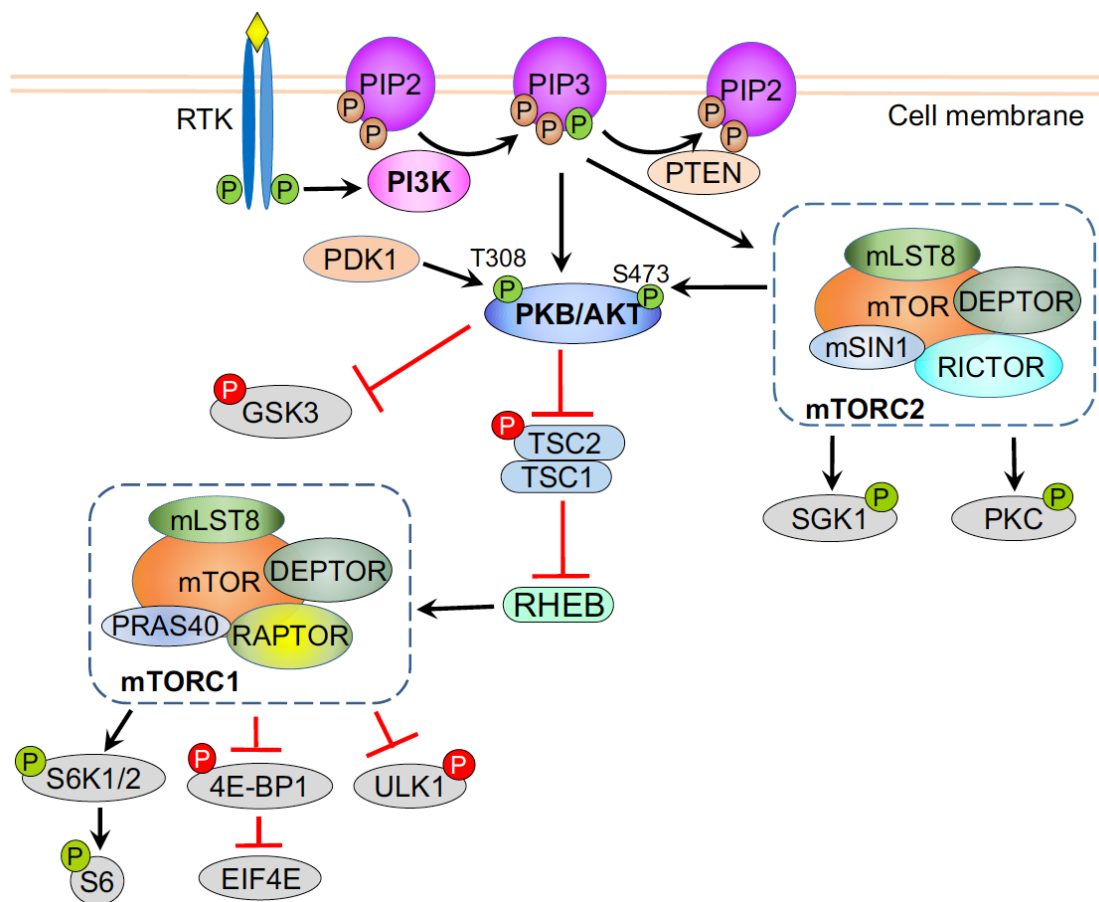 PIP2
P
P
PIP3
P
P
P
PIP2
P
P
RTK
Cell membrane
P
P
PI3K
PTEN
PDK1
T308
P
S473
P
PKB/AKT
mLST8
mTOR
DEPTOR
mSIN1
RICTOR
mTORC2
P
GSK3
P
TSC2
TSC1
SGK1
P
PKC
P
mLST8
mTOR
DEPTOR
PRAS40
RAPTOR
mTORC1
RHEB
P
S6K1/2
P
4E-BP1
ULK1
P
P
S6
EIF4E